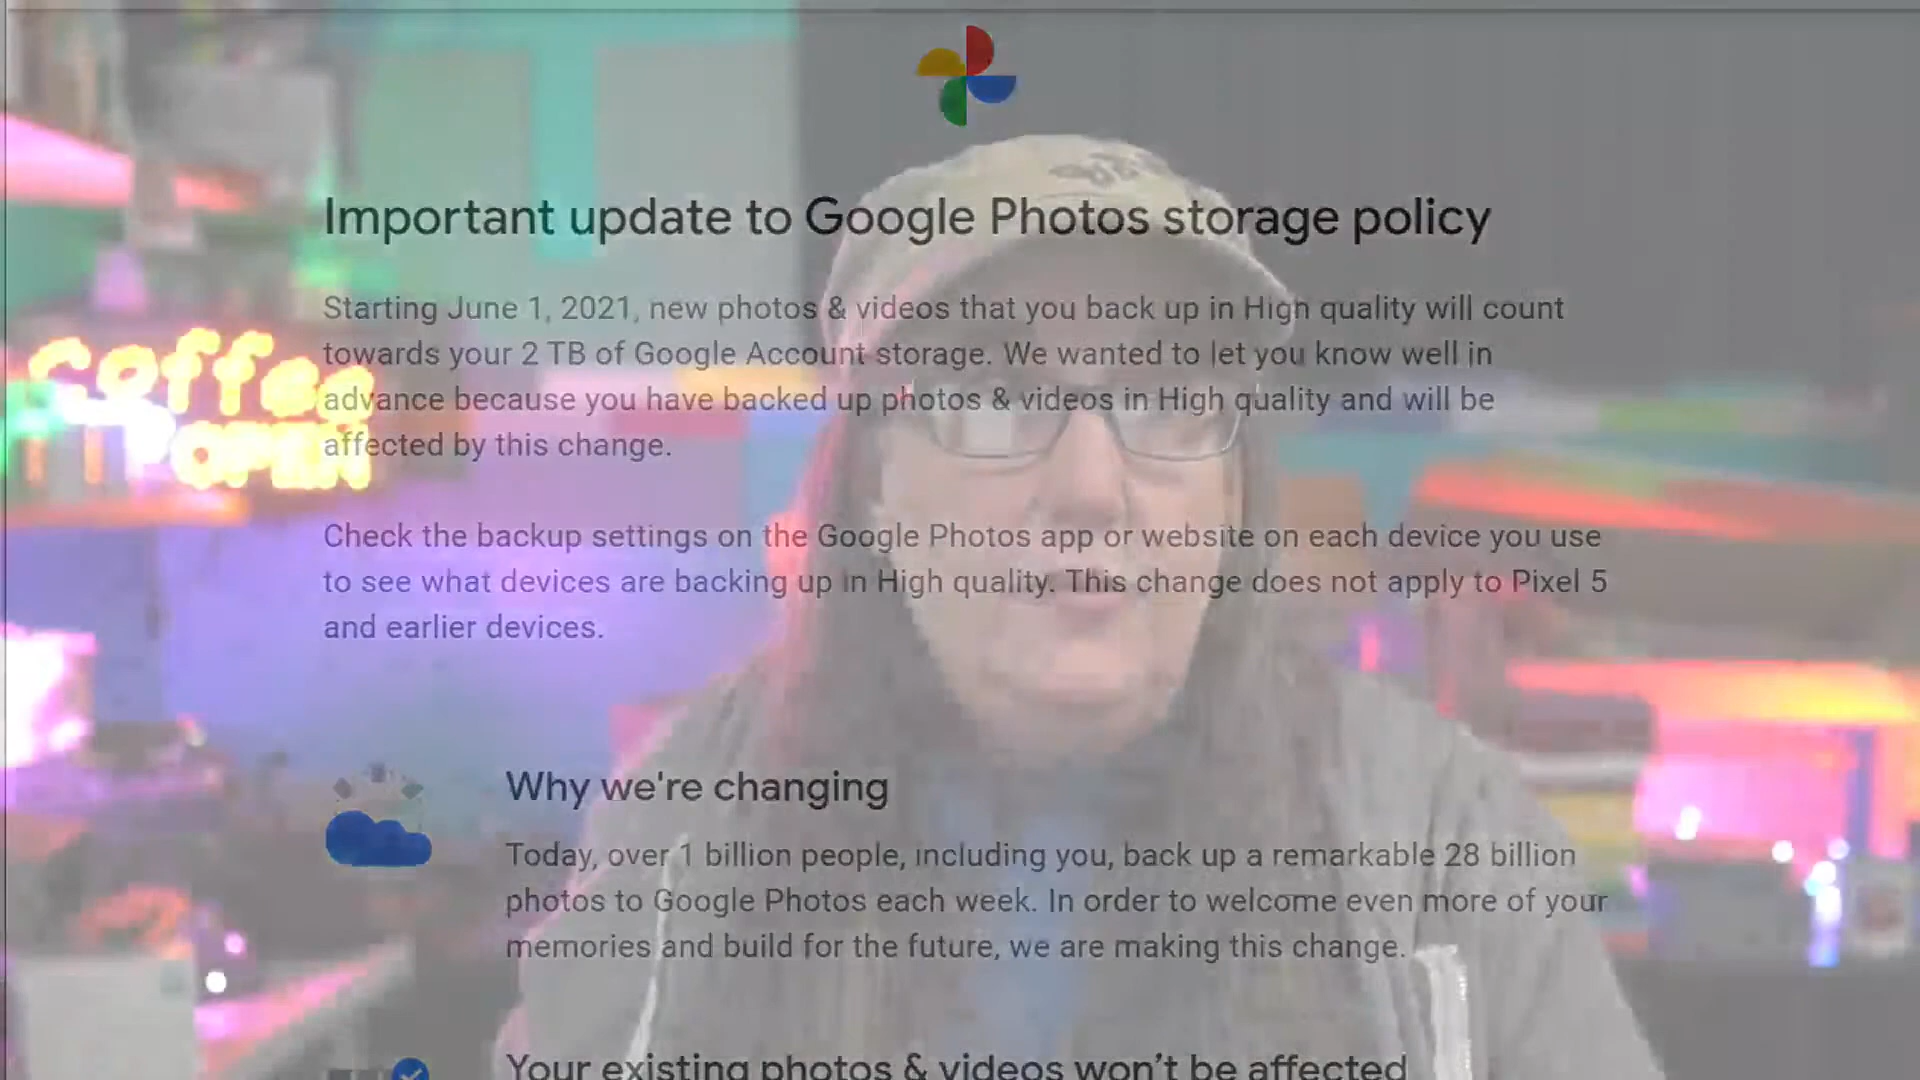 Important update to Google Photos storage policy
Starting June 1, 2021, new photos & videos that you back up in High quality will count
towards your 2 TB of Google Account storage. We wanted to let you know well in
advance because you have backed up photos & videos in High quality and will be
affected by this change.
coffee
OPEN
Check the backup settings on the Google Photos app or website on each device you use
to see what devices are backing up in High quality. This change does not apply to Pixel 5
and earlier devices.
Why we're changing
Today, over 1 billion people, including you, back up a remarkable 28 billion
photos to Google Photos each week. In order to welcome even more of your
memories and build for the future, we are making this change.
Your existing photos & videos won't be affected